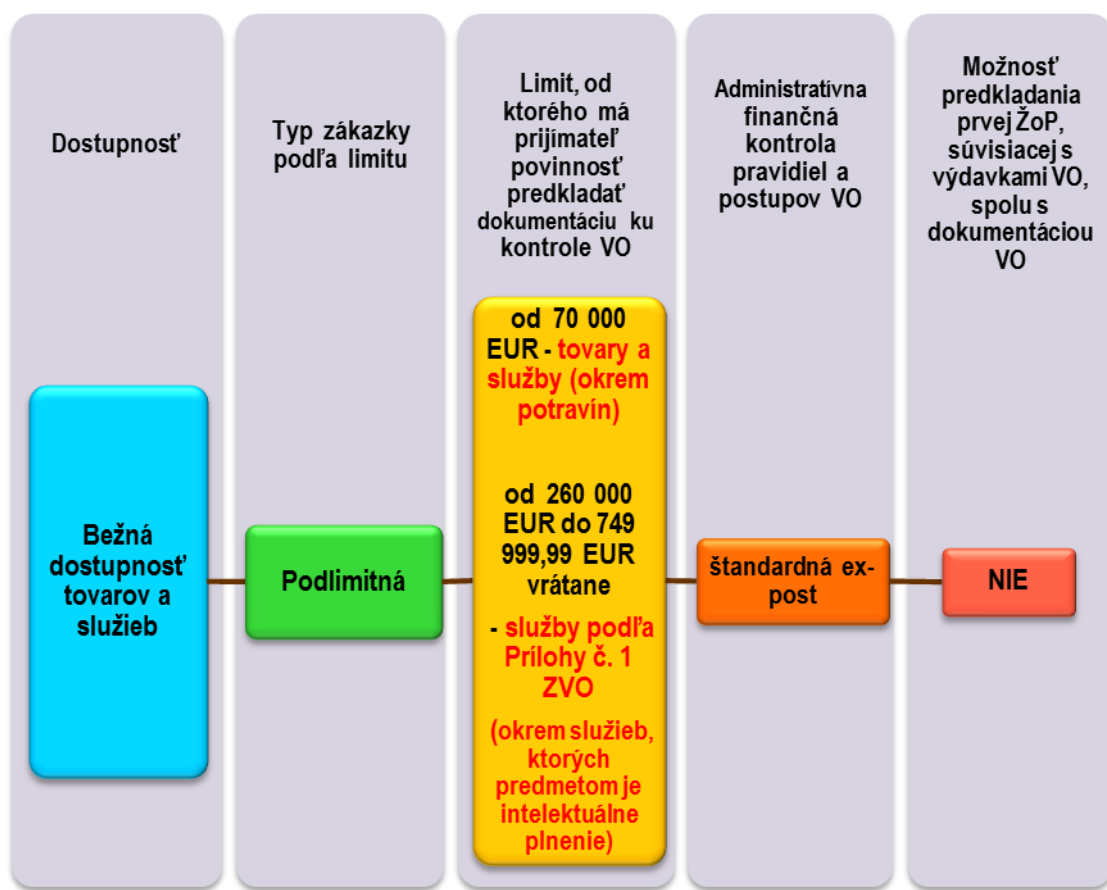 Dostupnosť
Typ zákazky
podľa limitu
Limit, od
ktorého má
prijímateľ
povinnosť
predkladať
dokumentáciu ku
kontrole VO
Administratívna
finančná
kontrola
pravidiel a
postupov VO
Možnosť
predkladania
prvej ŽoP,
súvisiacej s
výdavkami VO,
spolu s
dokumentáciou
VO
Bežná
dostupnosť
tovarov a
služieb
Podlimitná
od 70 000
EUR - tovary a
služby (okrem
potravín)
od 260 000
EUR do 749
999,99 EUR
vrátane
- služby podľa
Prílohy č. 1
ZVO
(okrem služieb,
ktorých
predmetom je
intelektuálne
plnenie)
štandardná ex-
post
NIE